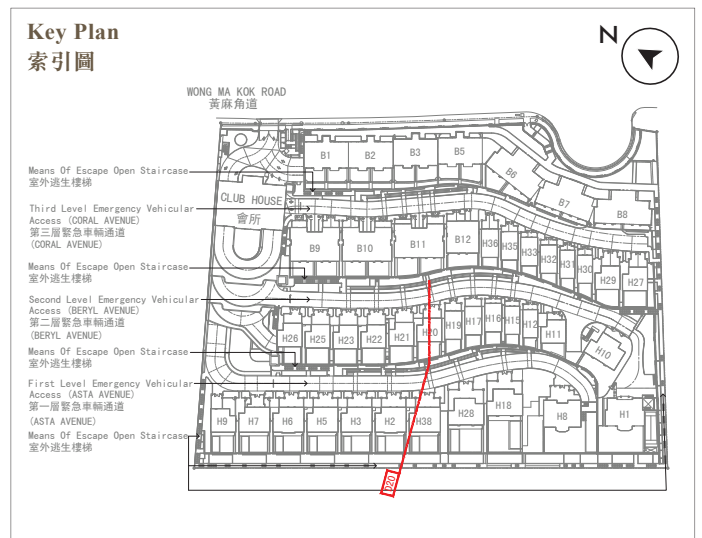 Key Plan
索引圖
N
WONG MA KOK ROAD
黃麻角道
Means Of Escape Open Staircase
室外逃生樓梯
CLUB HOUSE
會所
Third Level Emergency Vehicular
Access (CORAL AVENUE)
第三層緊急車輛通道
(CORAL AVENUE)
Means Of Escape Open Staircase
室外逃生樓梯
Second Level Emergency Vehicular
Access (BERYL AVENUE)
第二層緊急車輛通道
(BERYL AVENUE)
Means Of Escape Open Staircase
室外逃生樓梯
First Level Emergency Vehicular
Access (ASTA AVENUE)
第一層緊急車輛通道
(ASTA AVENUE)
Means Of Escape Open Staircase
室外逃生樓梯
B1 B2 B3 B5 B6 B7 B8
B9 B10 B11 B12 H36 H35 H33 H32 H31 H30 H29 H27
H26 H25 H23 H22 H21 H20 H19 H17 H16 H15 H12 H11 H10
H9 H7 H6 H5 H3 H2 H38 H28 H18 H8 H1
D20